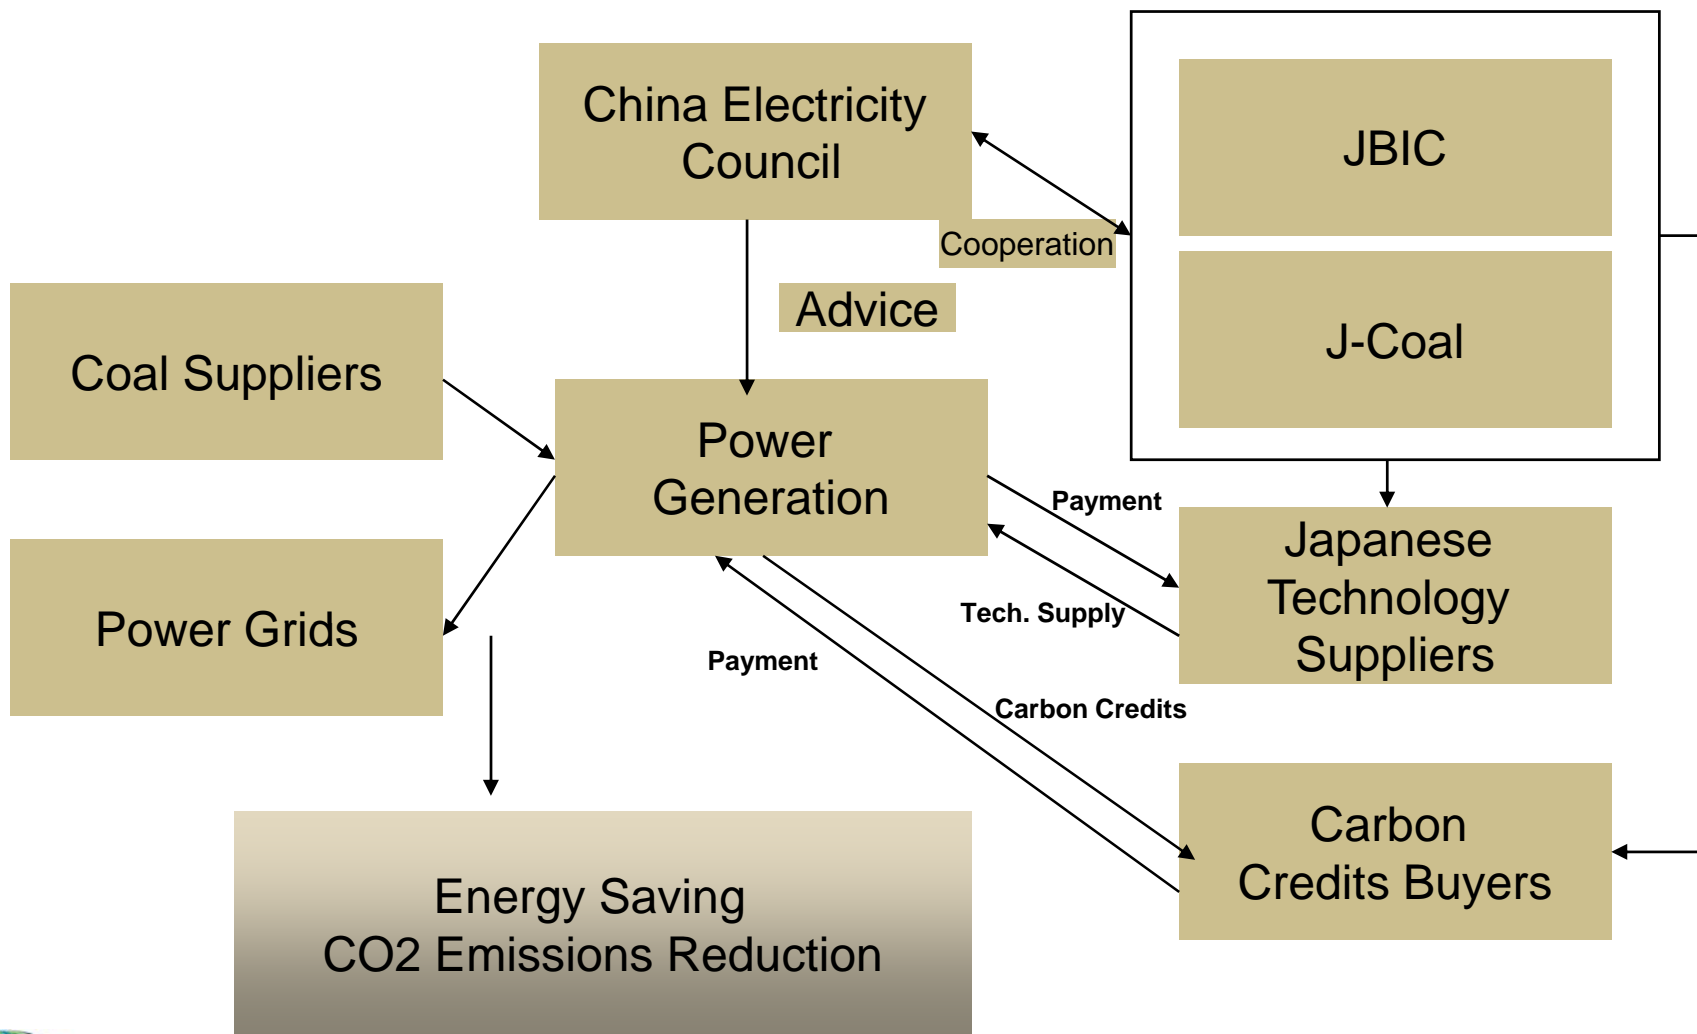 China Electricity
Council
JBIC
Cooperation
Advice
J-Coal
Coal Suppliers
Power
Generation
Payment
Japanese
Technology
Suppliers
Tech. Supply
Power Grids
Payment
Carbon Credits
Carbon
Credits Buyers
Energy Saving
CO2 Emissions Reduction